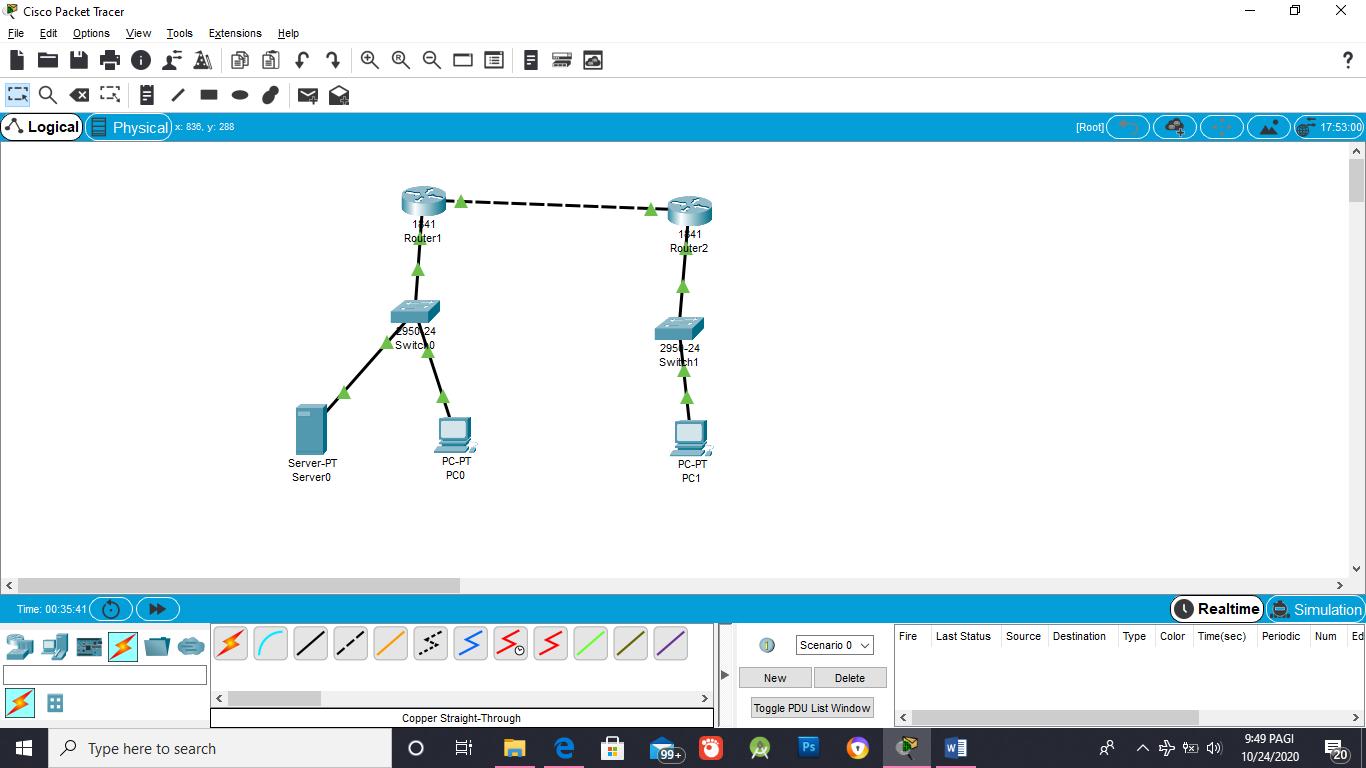 Cisco Packet Tracer
File Edit Options View Tools Extensions Help
?
Logical Physical x: 836, y: 288 [Root] 17:53:00
1841
Router1
1841
Router2
2950-24
Switch0
2950-24
Switch1
Server-PT
Server0
PC-PT
PC0
PC-PT
PC1
Time: 00:35:41 Realtime Simulation
Scenario 0
New Delete
Toggle PDU List Window
Fire Last Status Source Destination Type Color Time(sec) Periodic Num Ed
Copper Straight-Through
Type here to search
99+
Ps
9:49 PAGI
10/24/2020
20